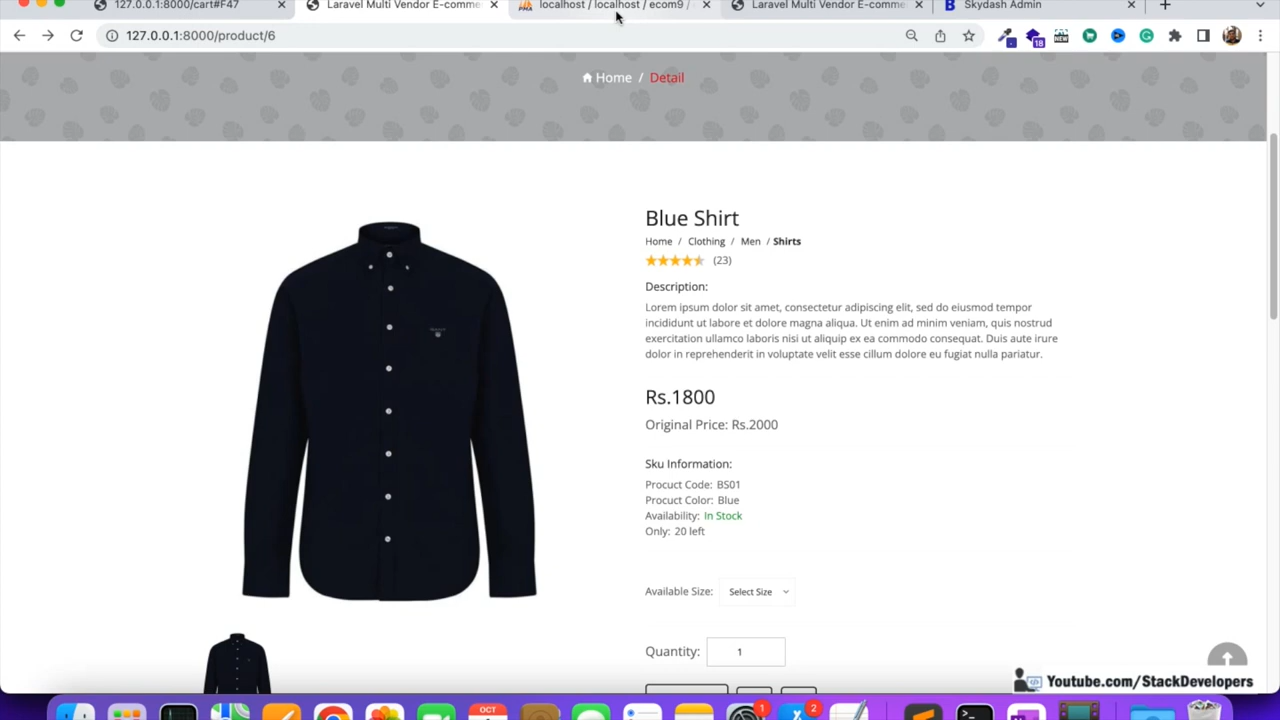 127.0.0.1:8000/cart#F47
Laravel Multi Vendor E-comme
localhost / localhost / ecom9 /
Laravel Multi Vendor E-comme
Skydash Admin
127.0.0.1:8000/product/6
18
NEW
Home / Detail
Blue Shirt
Home / Clothing / Men / Shirts
(23)
Description:
Lorem ipsum dolor sit amet, consectetur adipiscing elit, sed do eiusmod tempor
incididunt ut labore et dolore magna aliqua. Ut enim ad minim veniam, quis nostrud
exercitation ullamco laboris nisi ut aliquip ex ea commodo consequat. Duis aute irure
dolor in reprehenderit in voluptate velit esse cillum dolore eu fugiat nulla pariatur.
Rs.1800
Original Price: Rs.2000
Sku Information:
Procuct Code: BS01
Procuct Color: Blue
Availability: In Stock
Only: 20 left
Available Size: Select Size
Quantity: 1
Youtube.com/StackDevelopers
OCT
1
2